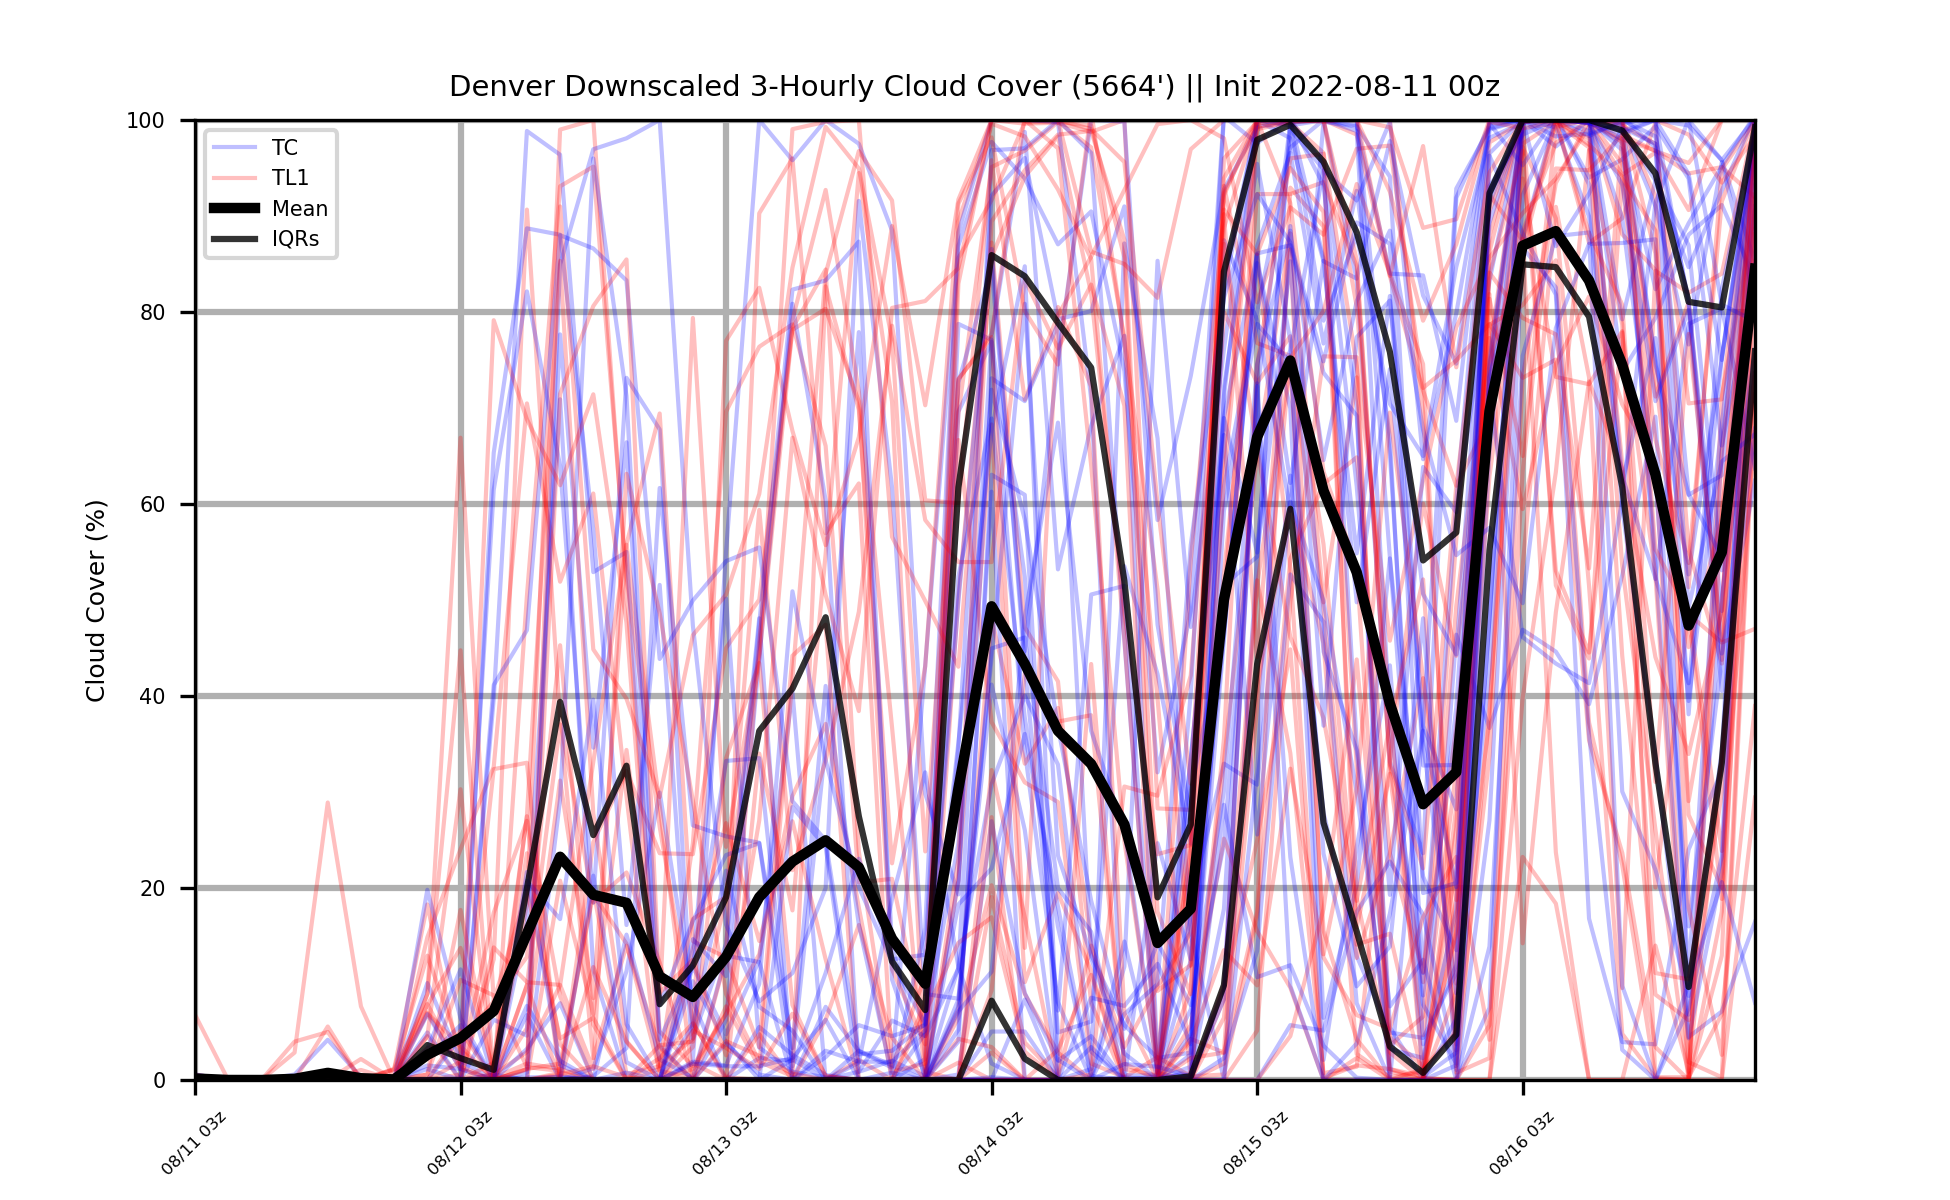 Denver Downscaled 3-Hourly Cloud Cover (5664') || Init 2022-08-11 00z
TC
TL1
Mean
IQRs
Cloud Cover (%)
100
80
60
40
20
0
08/11 03z
08/12 03z
08/13 03z
08/14 03z
08/15 03z
08/16 03z